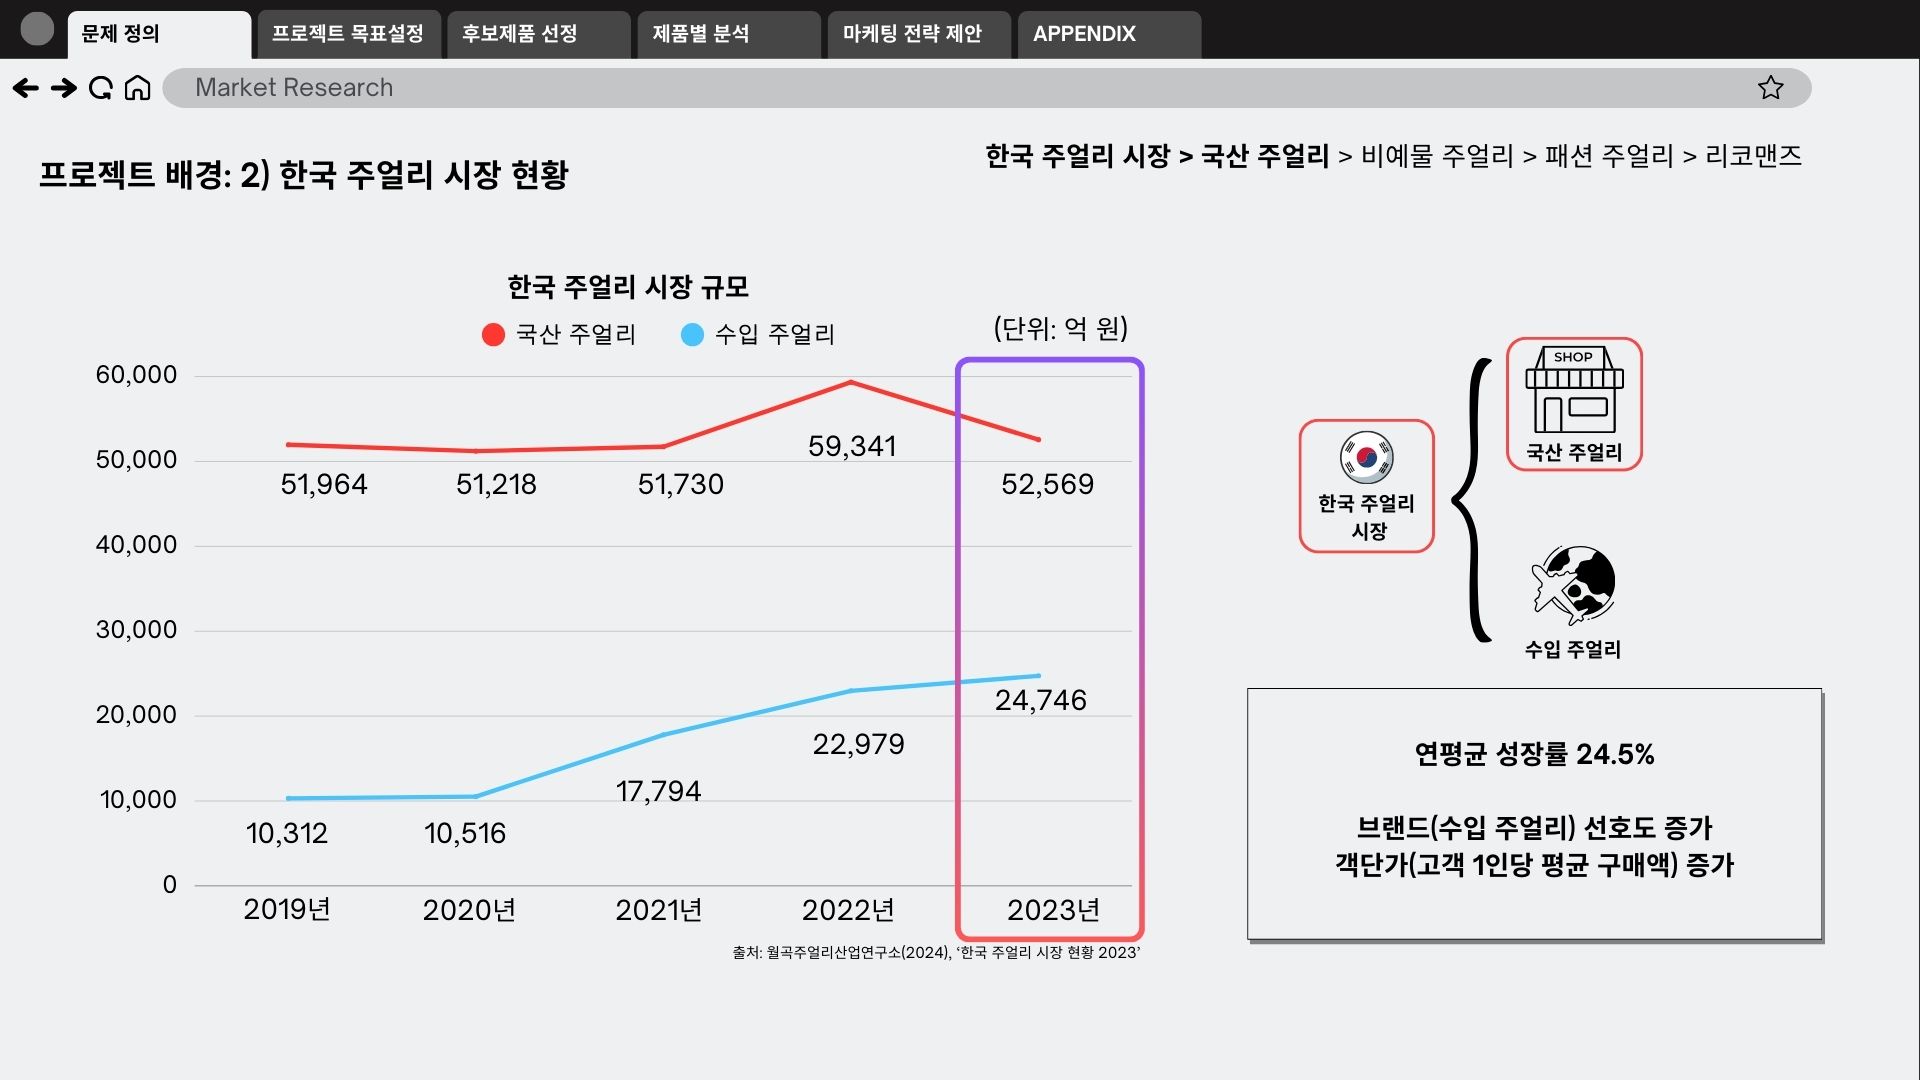 문제 정의
프로젝트 목표설정
후보제품 선정
제품별 분석
마케팅 전략 제안
APPENDIX
Market Research
프로젝트 배경: 2) 한국 주얼리 시장 현황
한국 주얼리 시장 > 국산 주얼리 > 비예물 주얼리 > 패션 주얼리 > 리코맨즈
한국 주얼리 시장 규모
국산 주얼리
수입 주얼리
(단위: 억 원)
60,000
50,000
40,000
30,000
20,000
10,000
0
51,964
51,218
51,730
59,341
52,569
10,312
10,516
17,794
22,979
24,746
2019년
2020년
2021년
2022년
2023년
출처: 월곡주얼리산업연구소(2024), ‘한국 주얼리 시장 현황 2023’
한국 주얼리
시장
SHOP
국산 주얼리
수입 주얼리
연평균 성장률 24.5%
브랜드(수입 주얼리) 선호도 증가
객단가(고객 1인당 평균 구매액) 증가